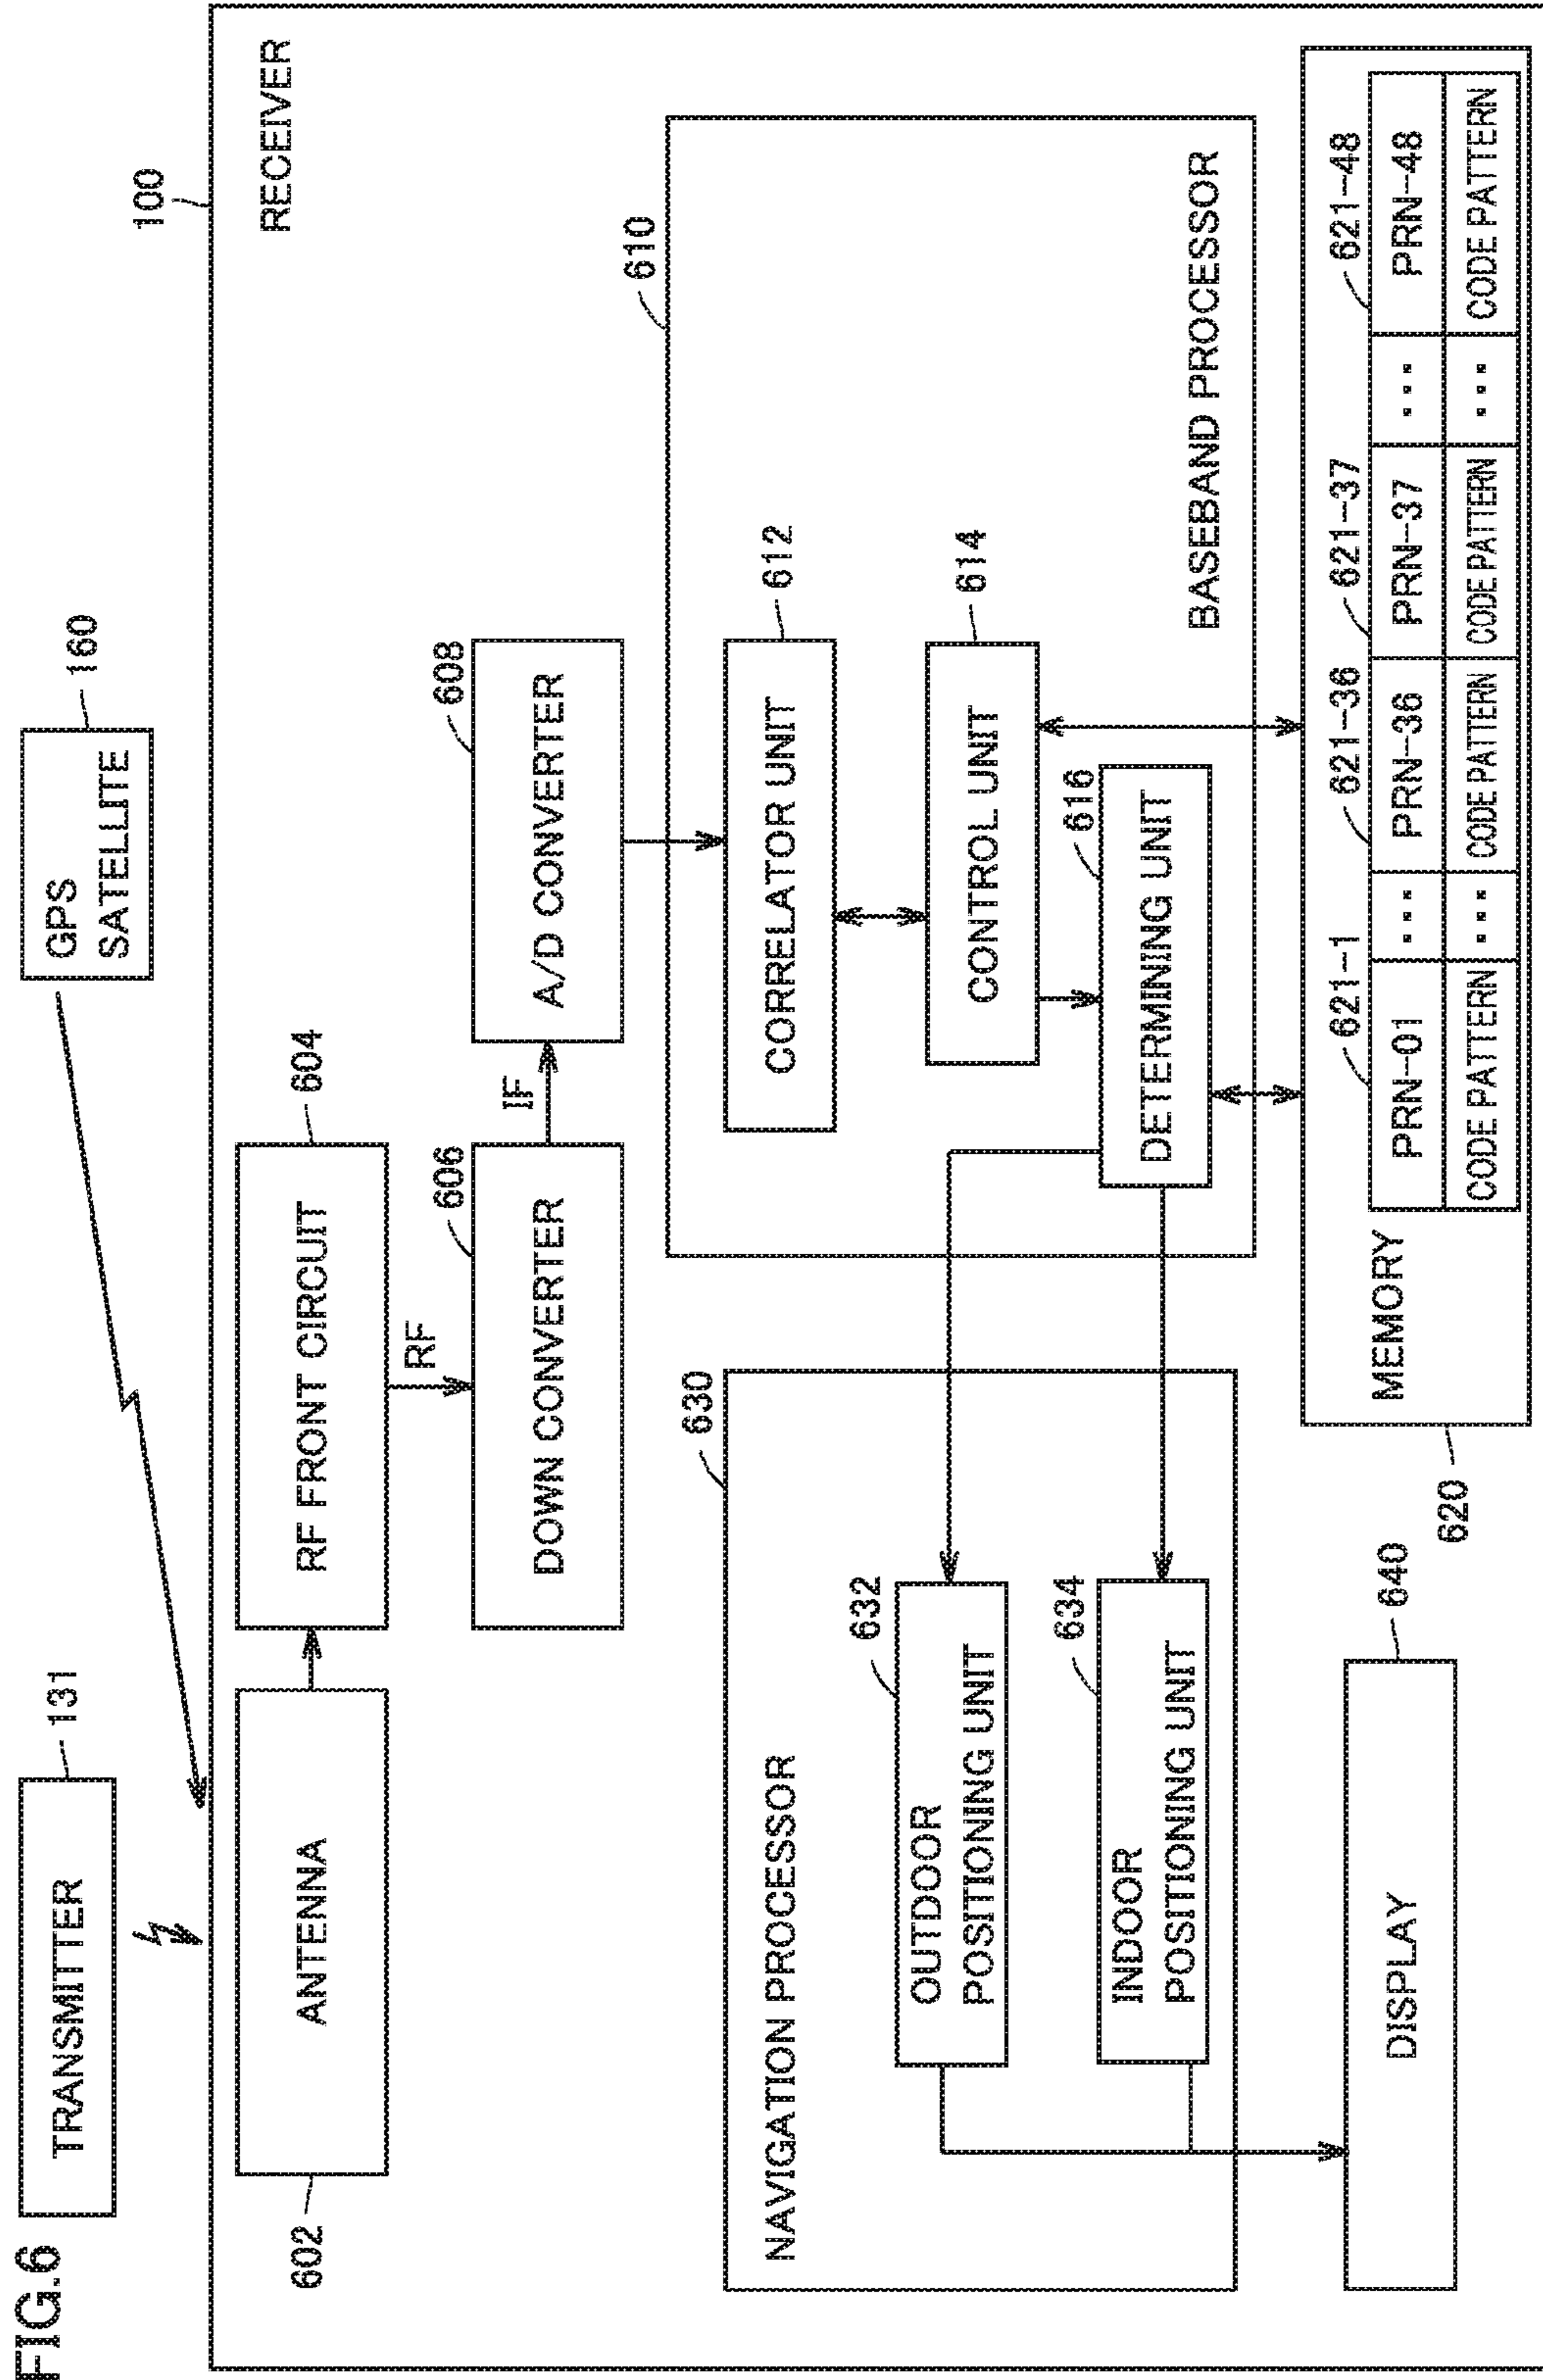 FIG.6
TRANSMITTER
131
GPS
SATELLITE
160
100
RECEIVER
602
ANTENNA
RF FRONT CIRCUIT
604
RF
DOWN CONVERTER
606
IF
A/D CONVERTER
608
610
CORRELATOR UNIT
612
CONTROL UNIT
614
DETERMINING UNIT
616
BASEBAND PROCESSOR
NAVIGATION PROCESSOR
630
OUTDOOR
POSITIONING UNIT
632
INDOOR
POSITIONING UNIT
634
DISPLAY
640
620
MEMORY
621-1
621-36
621-37
621-48
PRN-01 ... PRN-36 PRN-37 ... PRN-48
CODE PATTERN ... CODE PATTERN CODE PATTERN ... CODE PATTERN